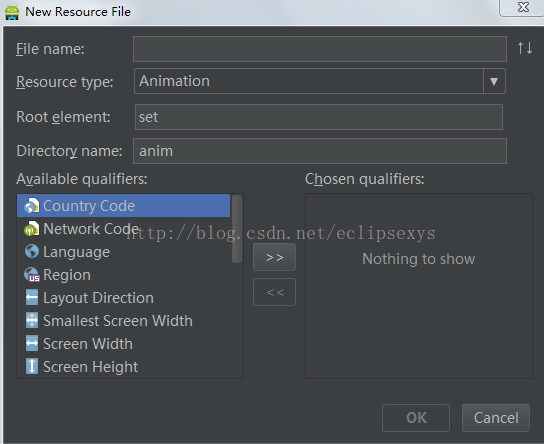 New Resource File
File name:
Resource type: Animation
Root element: set
Directory name: anim
Available qualifiers: Chosen qualifiers:
Country Code
Network Code
http://blog.csdn.net/eclipsexys
Language
>>
Nothing to show
Region
Layout Direction
<<
Smallest Screen Width
Screen Width
Screen Height
OK Cancel